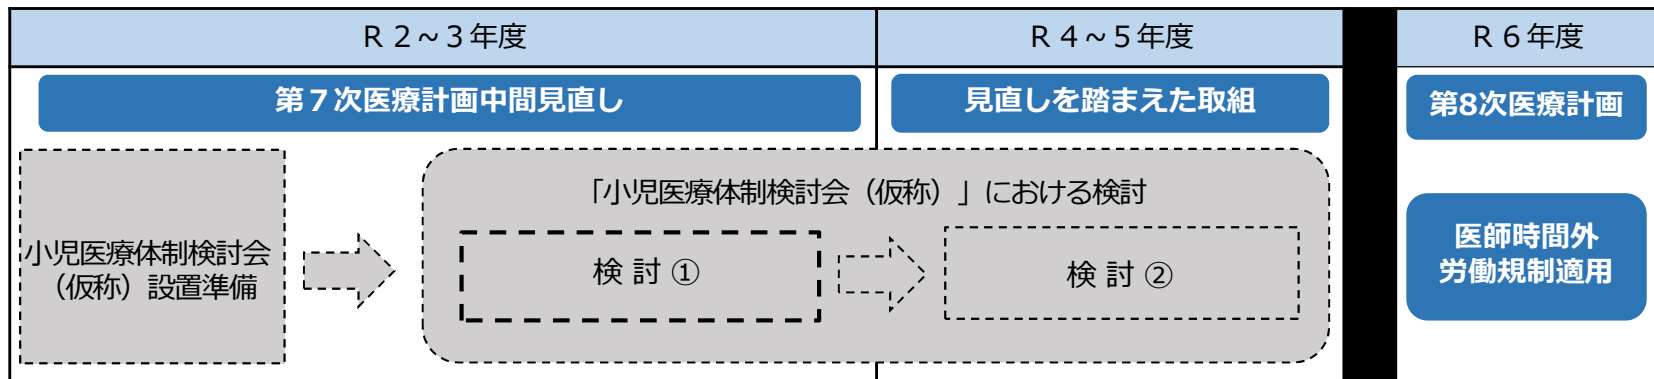 R 2～3年度
R 4～5年度
R 6年度
第７次医療計画中間見直し
見直しを踏まえた取組
第8次医療計画
「小児医療体制検討会（仮称）」における検討
小児医療体制検討会
（仮称）設置準備
検 討 ①
検 討 ②
医師時間外
労働規制適用